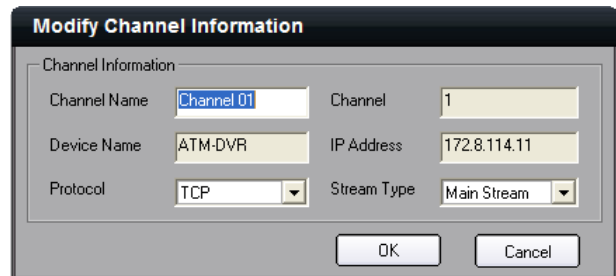 Modify Channel Information
Channel Information
Channel Name Channel 01 Channel 1
Device Name ATM-DVR IP Address 172.8.114.11
Protocol TCP Stream Type Main Stream
OK Cancel